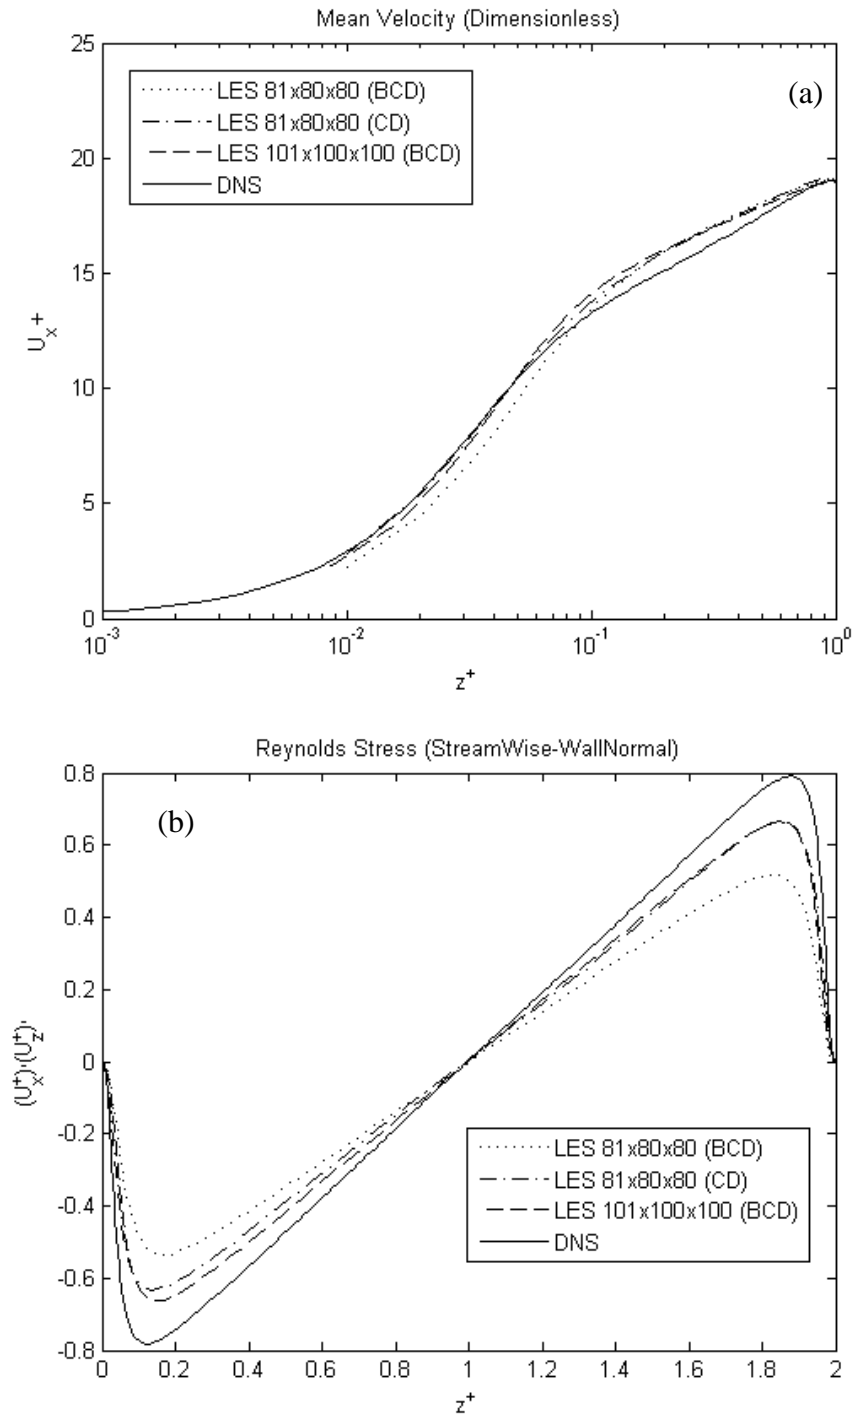 Mean Velocity (Dimensionless)
25
20
15
10
5
0
U_x +
LES 81x80x80 (BCD)
LES 81x80x80 (CD)
LES 101x100x100 (BCD)
DNS
(a)
10^-3 10^-2 10^-1 10^0
z^+
Reynolds Stress (StreamWise-WallNormal)
0.8
0.6
0.4
0.2
0
-0.2
-0.4
-0.6
-0.8
(U_x^+)'(U_z^+)'
(b)
LES 81x80x80 (BCD)
LES 81x80x80 (CD)
LES 101x100x100 (BCD)
DNS
0 0.2 0.4 0.6 0.8 1 1.2 1.4 1.6 1.8 2
z^+